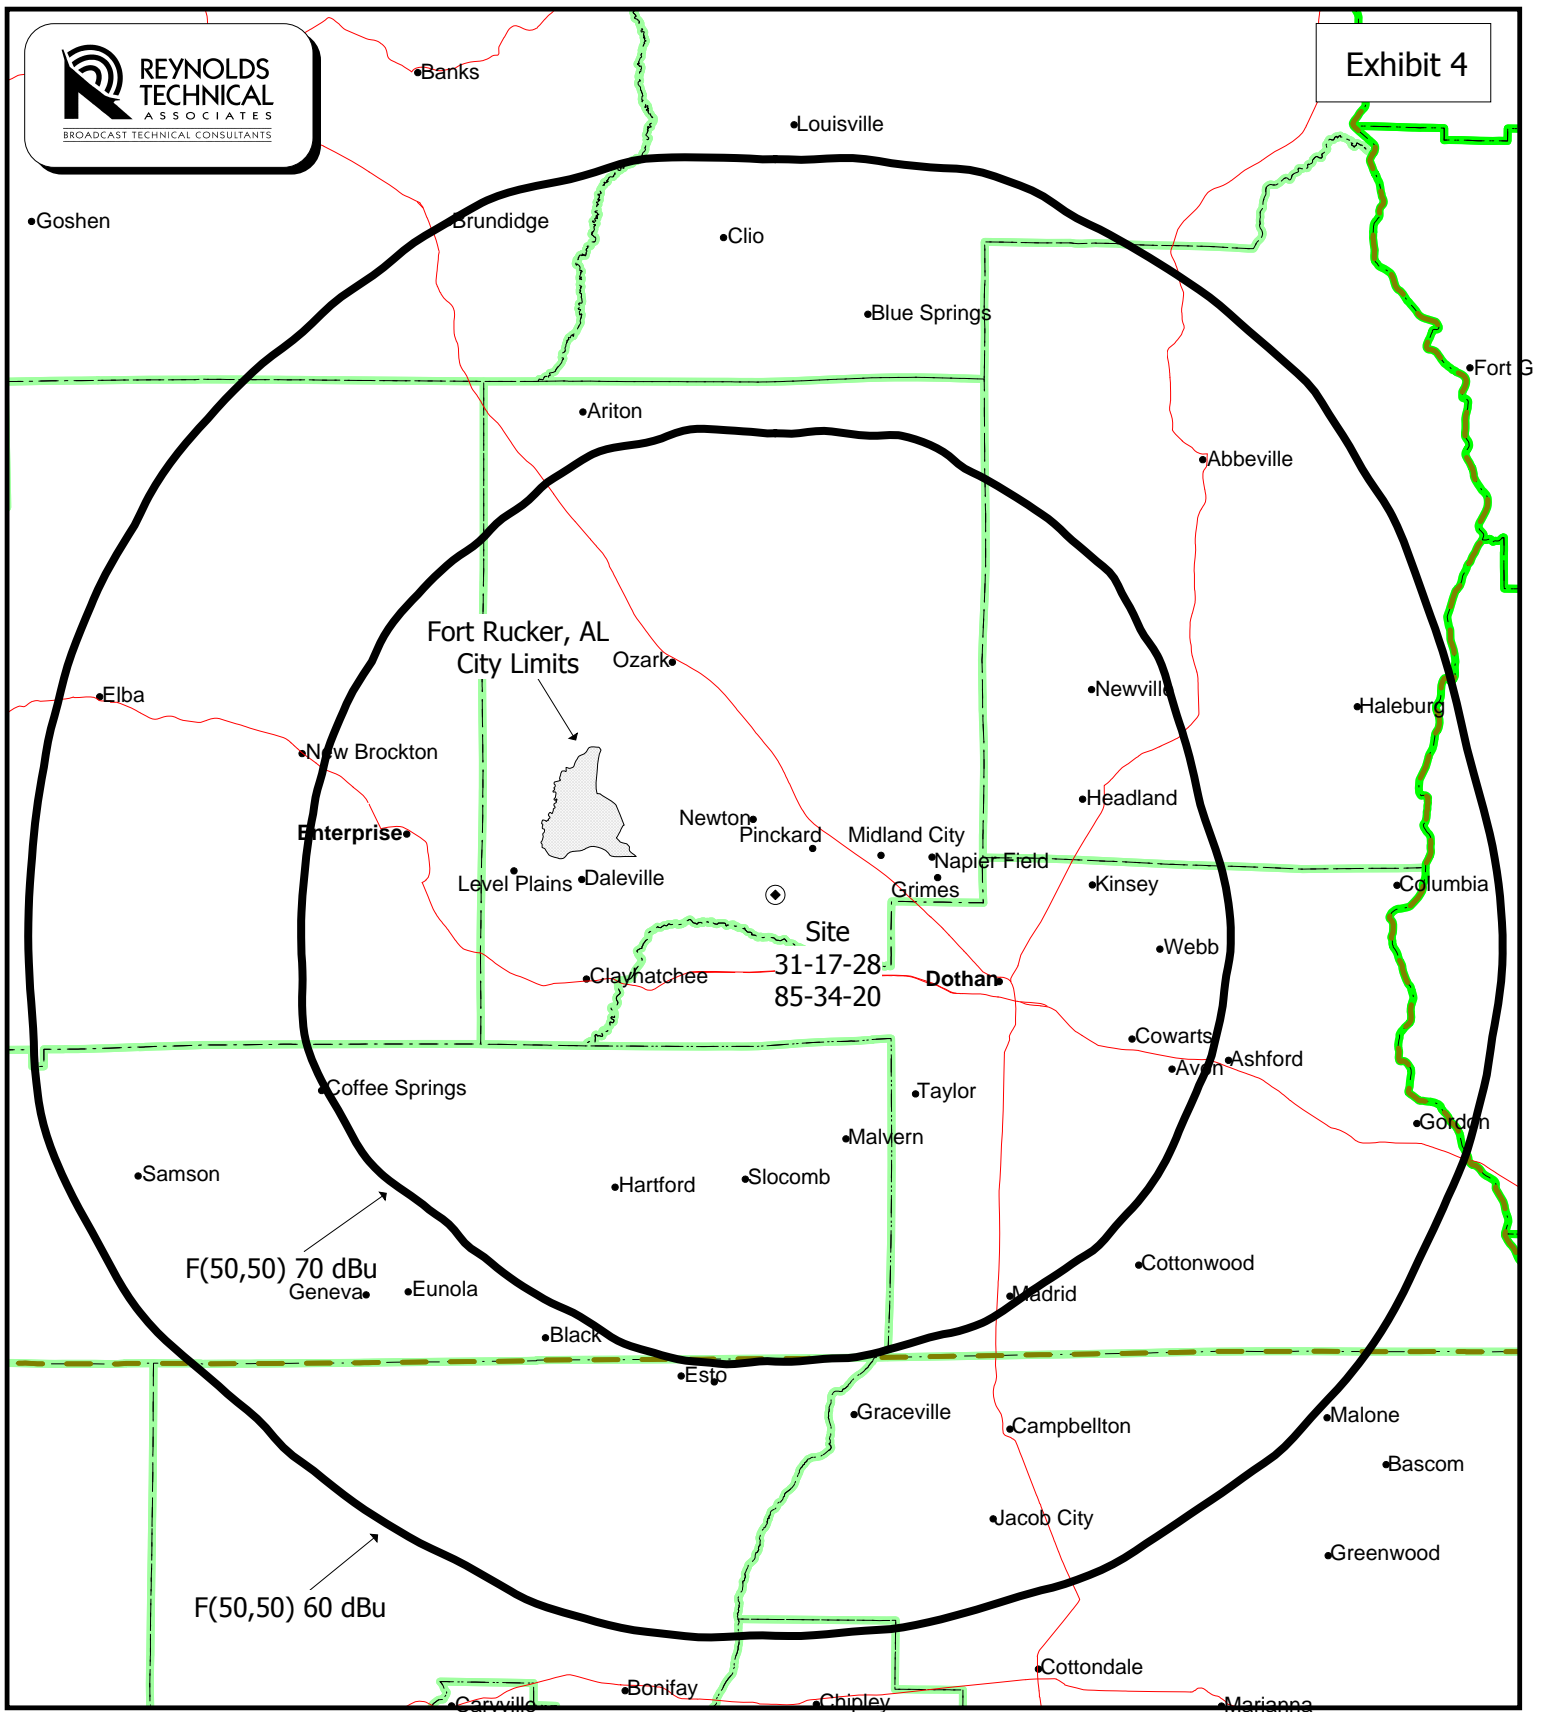 REYNOLDS
TECHNICAL
ASSOCIATES
BROADCAST TECHNICAL CONSULTANTS
Exhibit 4
Banks
Louisville
Goshen
Brundidge
Clio
Blue Springs
Fort G
Ariton
Abbeville
Fort Rucker, AL
City Limits
Ozark
Elba
Newville
Haleburg
New Brockton
Headland
Newton
Enterprise
Pinckard
Midland City
Napier Field
Level Plains
Daleville
Grimes
Kinsey
Columbia
Site
31-17-28
85-34-20
Webb
Clayhatchee
Dothan
Cowarts
Avon
Ashford
Coffee Springs
Taylor
Gordon
Malvern
Samson
Hartford
Slocomb
F(50,50) 70 dBu
Cottonwood
Geneva
Eunola
Madrid
Black
Esto
Graceville
Campbellton
Malone
Bascom
Jacob City
Greenwood
F(50,50) 60 dBu
Cottondale
Bonifay
Caryville
Chipley
Marianna